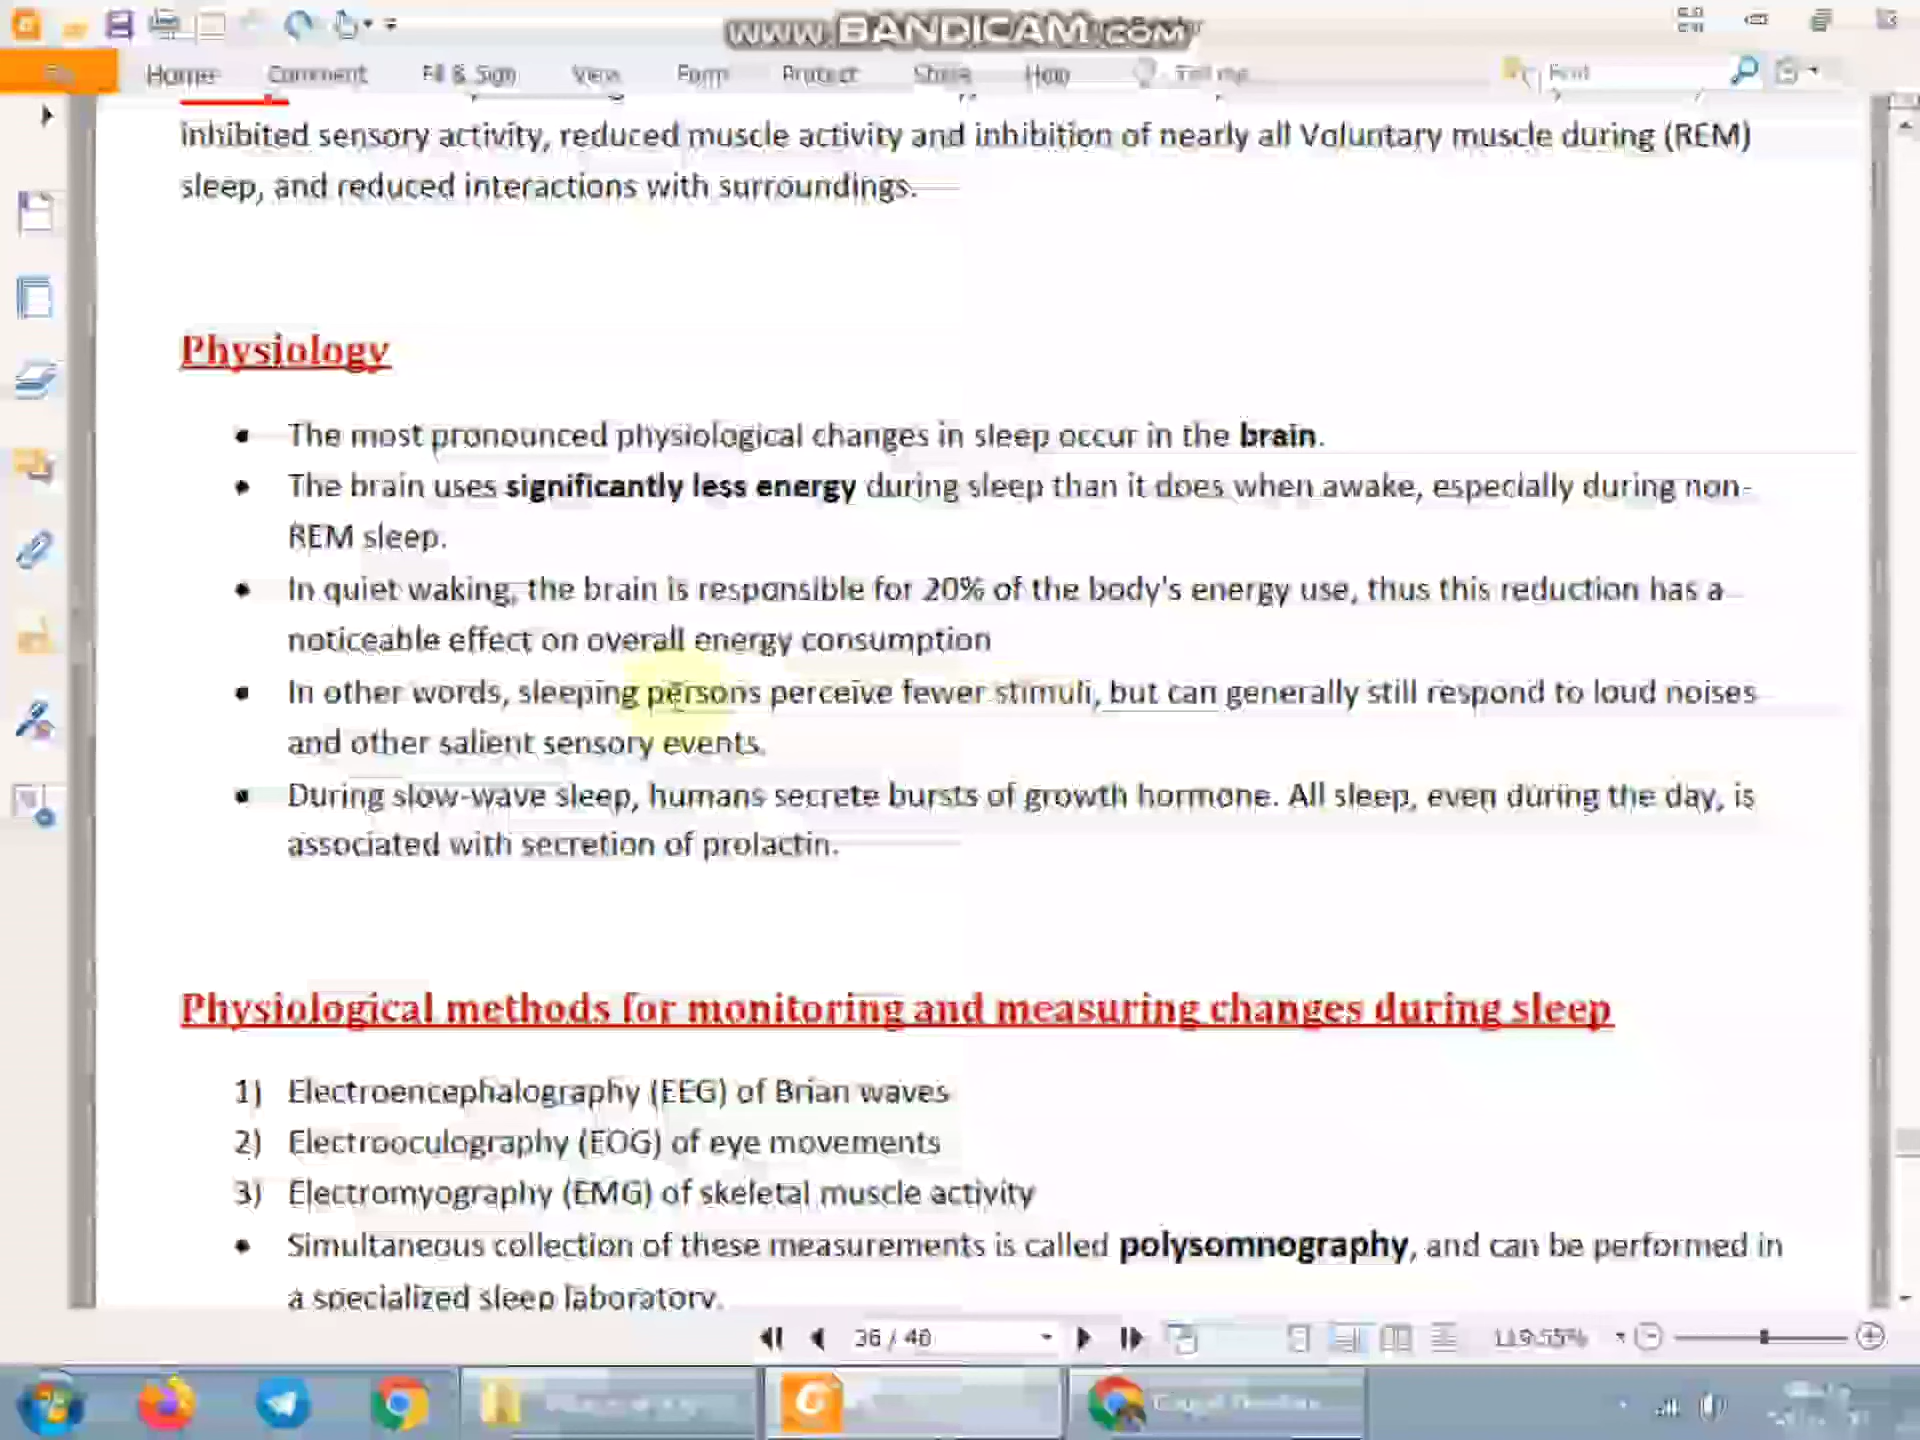 www.BANDICAM.com
Home Comment Fill & Sign View Form Protect Share Help Tell me Find
inhibited sensory activity, reduced muscle activity and inhibition of nearly all Voluntary muscle during (REM)
sleep, and reduced interactions with surroundings.
Physiology
• The most pronounced physiological changes in sleep occur in the brain.
• The brain uses significantly less energy during sleep than it does when awake, especially during non-
REM sleep.
• In quiet waking, the brain is responsible for 20% of the body's energy use, thus this reduction has a
noticeable effect on overall energy consumption
• In other words, sleeping persons perceive fewer stimuli, but can generally still respond to loud noises
and other salient sensory events.
• During slow-wave sleep, humans secrete bursts of growth hormone. All sleep, even during the day, is
associated with secretion of prolactin.
Physiological methods for monitoring and measuring changes during sleep
1) Electroencephalography (EEG) of Brian waves
2) Electrooculography (EOG) of eye movements
3) Electromyography (EMG) of skeletal muscle activity
• Simultaneous collection of these measurements is called polysomnography, and can be performed in
a specialized sleep laboratory.
36 / 40 119.55%